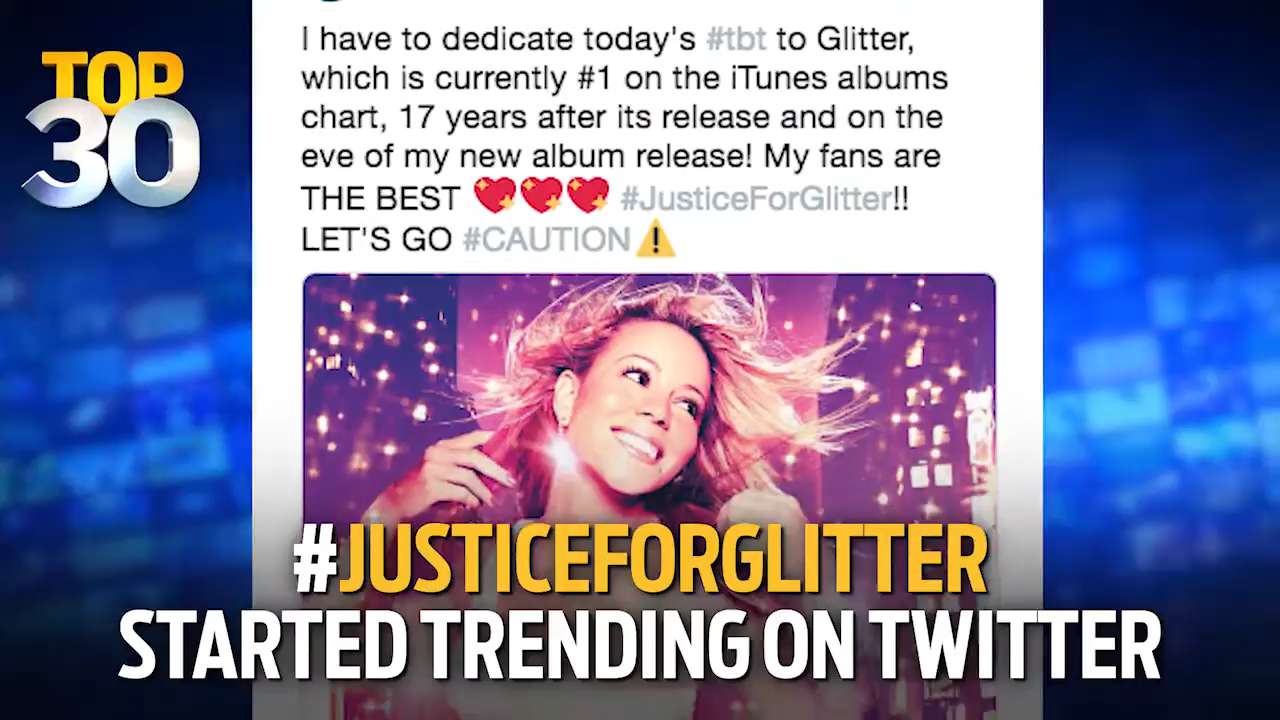 TOP
30
I have to dedicate today's #tbt to Glitter,
which is currently #1 on the iTunes albums
chart, 17 years after its release and on the
eve of my new album release! My fans are
THE BEST 💖💖💖 #JusticeForGlitter!!
LET'S GO #CAUTION⚠️
#JUSTICEFORGLITTER
STARTED TRENDING ON TWITTER